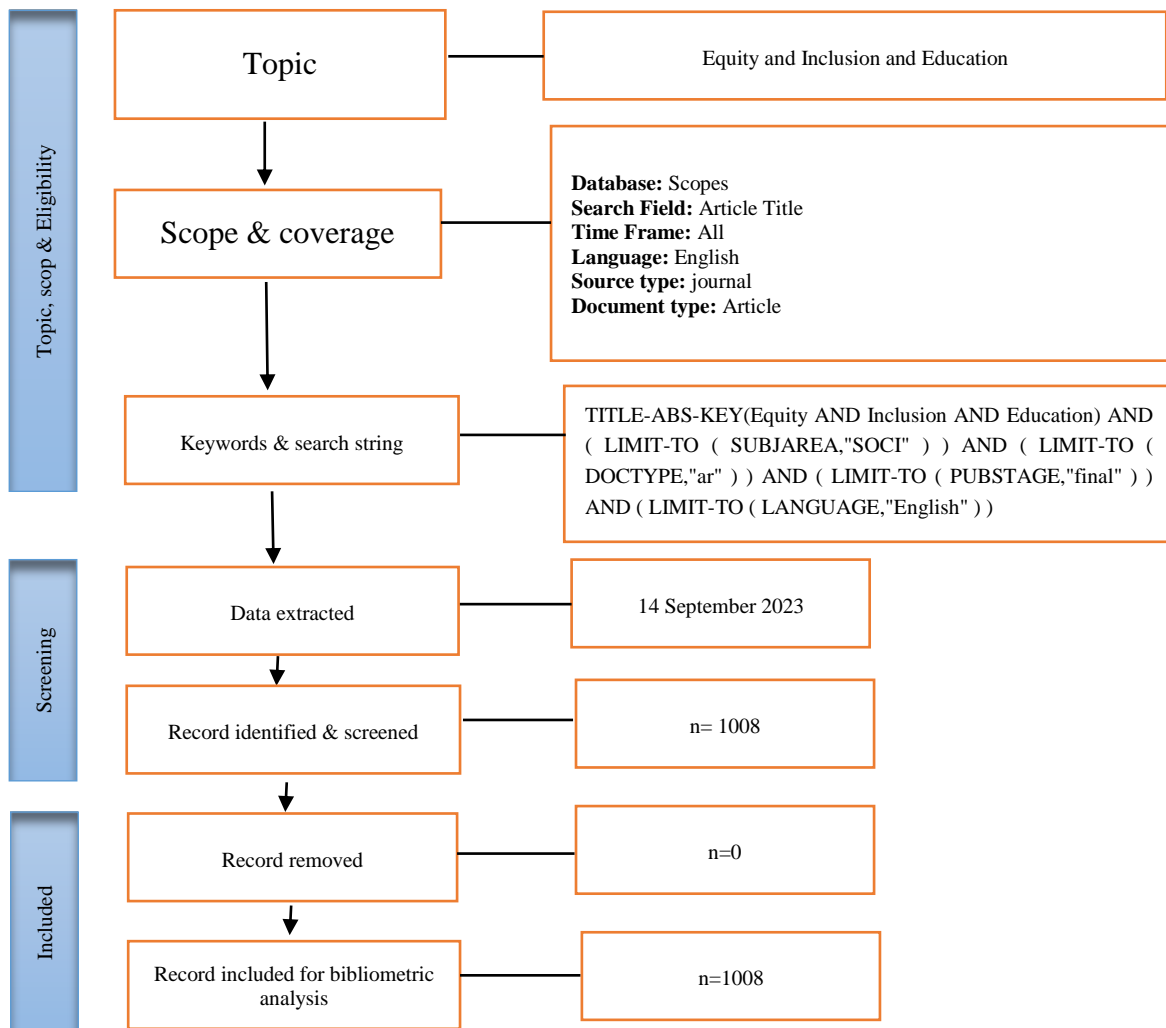 Topic, scop & Eligibility
Topic
Equity and Inclusion and Education
Scope & coverage
Database: Scopes
Search Field: Article Title
Time Frame: All
Language: English
Source type: journal
Document type: Article
Keywords & search string
TITLE-ABS-KEY(Equity AND Inclusion AND Education) AND
( LIMIT-TO ( SUBJAREA,"SOCI" ) ) AND ( LIMIT-TO (
DOCTYPE,"ar" ) ) AND ( LIMIT-TO ( PUBSTAGE,"final" ) )
AND ( LIMIT-TO ( LANGUAGE,"English" ) )
Screening
Data extracted
14 September 2023
Record identified & screened
n= 1008
Included
Record removed
n=0
Record included for bibliometric
analysis
n=1008